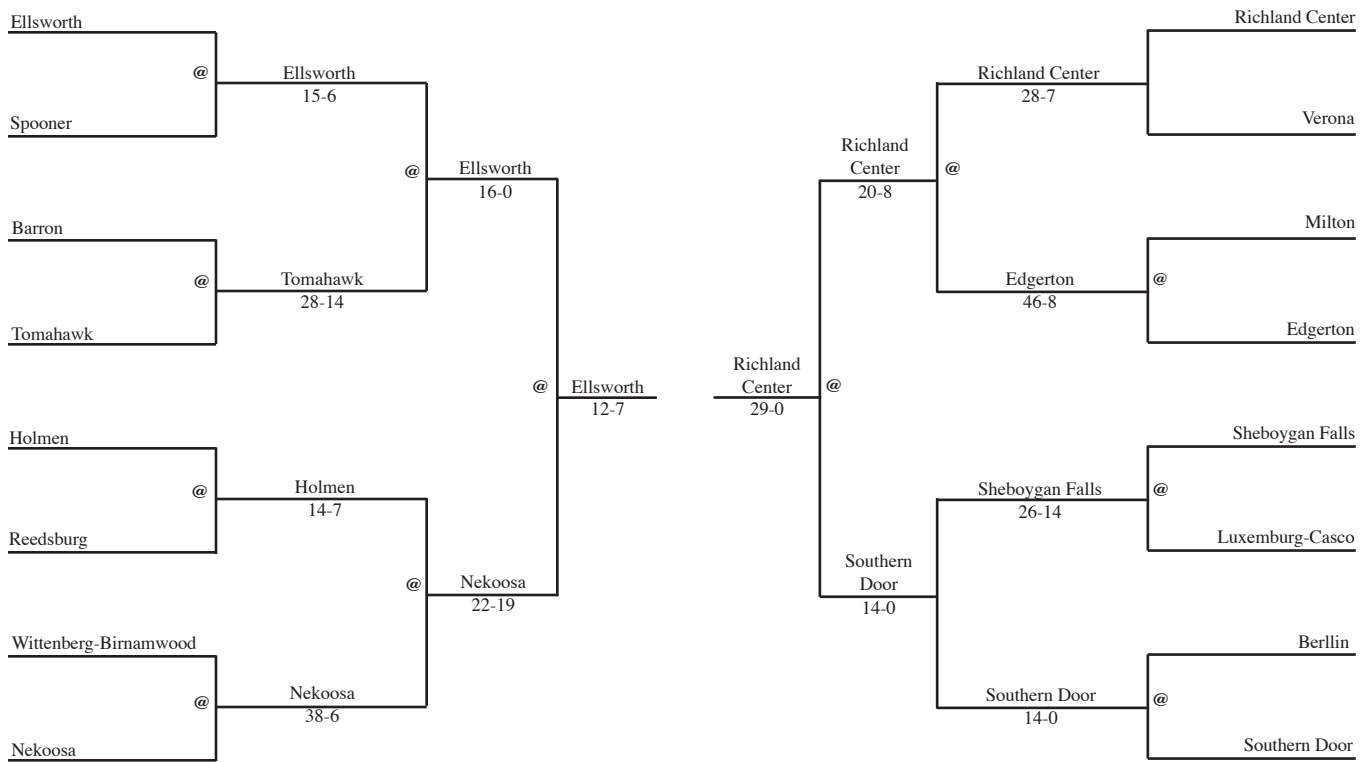 Ellsworth
@
Spooner
Ellsworth
15-6
@
Barron
@
Tomahawk
Tomahawk
28-14
Ellsworth
16-0
@
Ellsworth
12-7
Holmen
@
Reedsburg
Holmen
14-7
@
Wittenberg-Birnamwood
@
Nekoosa
Nekoosa
38-6
Nekoosa
22-19
Richland Center
Verona
Richland Center
28-7
@
Milton
@
Edgerton
Edgerton
46-8
Richland
Center
20-8
@
Richland
Center
29-0
Sheboygan Falls
@
Luxemburg-Casco
Sheboygan Falls
26-14
Southern
Door
14-0
Berllin
@
Southern Door
Southern Door
14-0